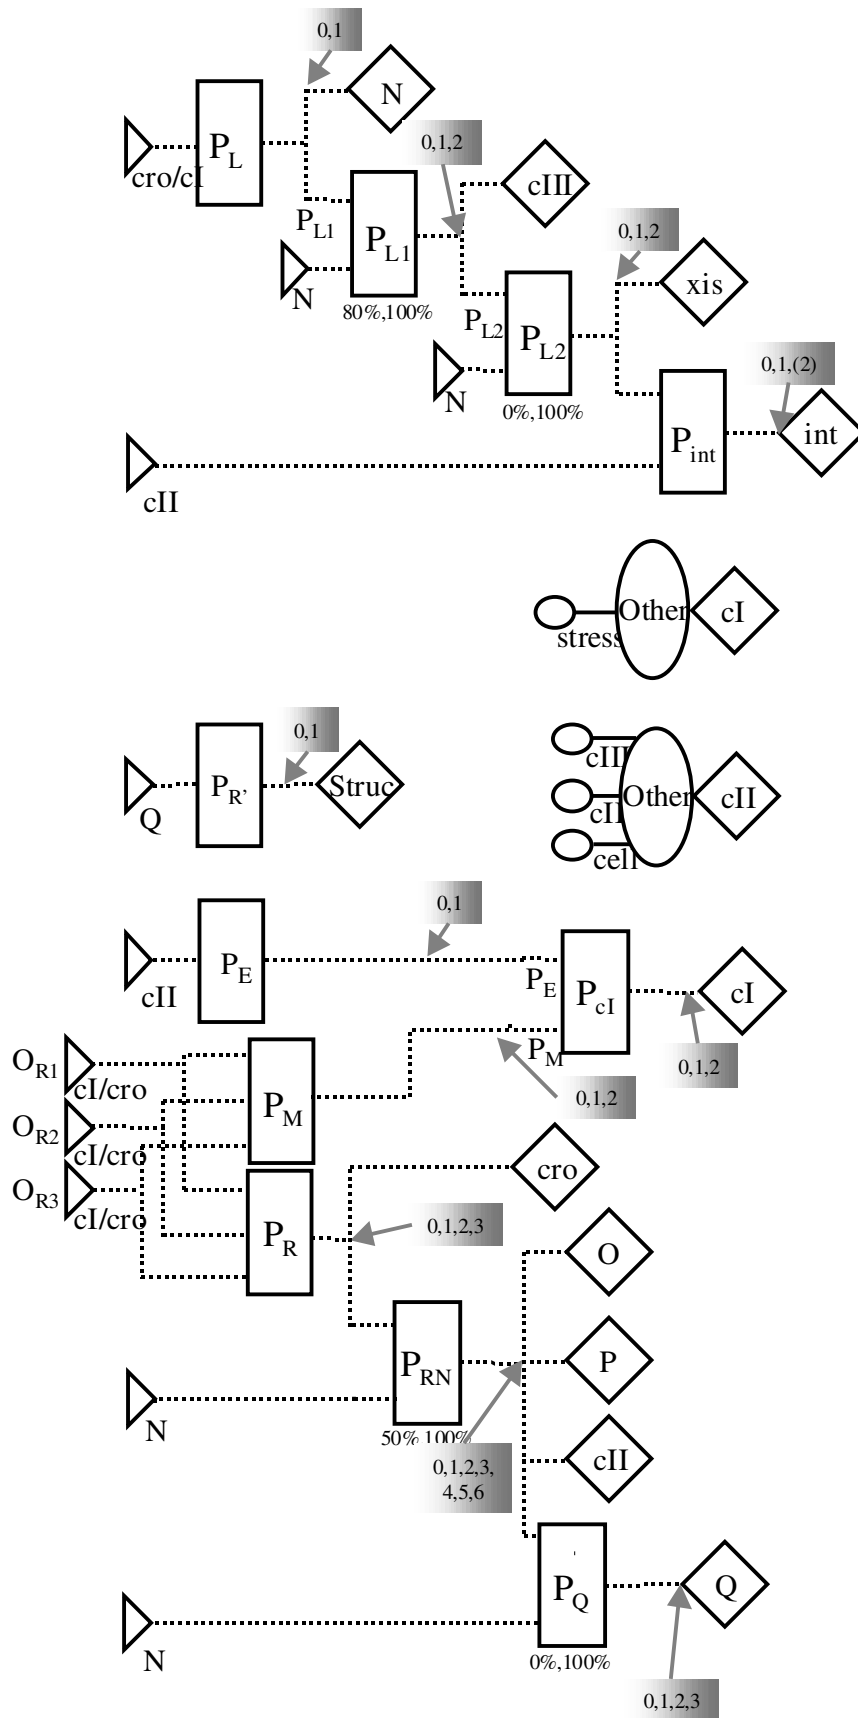 0,1
N
P_L
cro/cI
0,1,2
cIII
P_L1
P_L1
N
80%,100%
0,1,2
xis
P_L2
P_L2
N
0%,100%
0,1,(2)
int
P_int
cII
Other
cI
stress
0,1
P_R'
Struc
Q
cIII
Other
cII
cII
cell
0,1
P_E
cII
P_E
P_cI
cI
P_M
0,1,2
0,1,2
O_R1
cI/cro
P_M
O_R2
cI/cro
O_R3
cI/cro
P_R
cro
0,1,2,3
O
P_RN
P
N
50%,100%
cII
0,1,2,3,
4,5,6
P_Q
Q
N
0%,100%
0,1,2,3